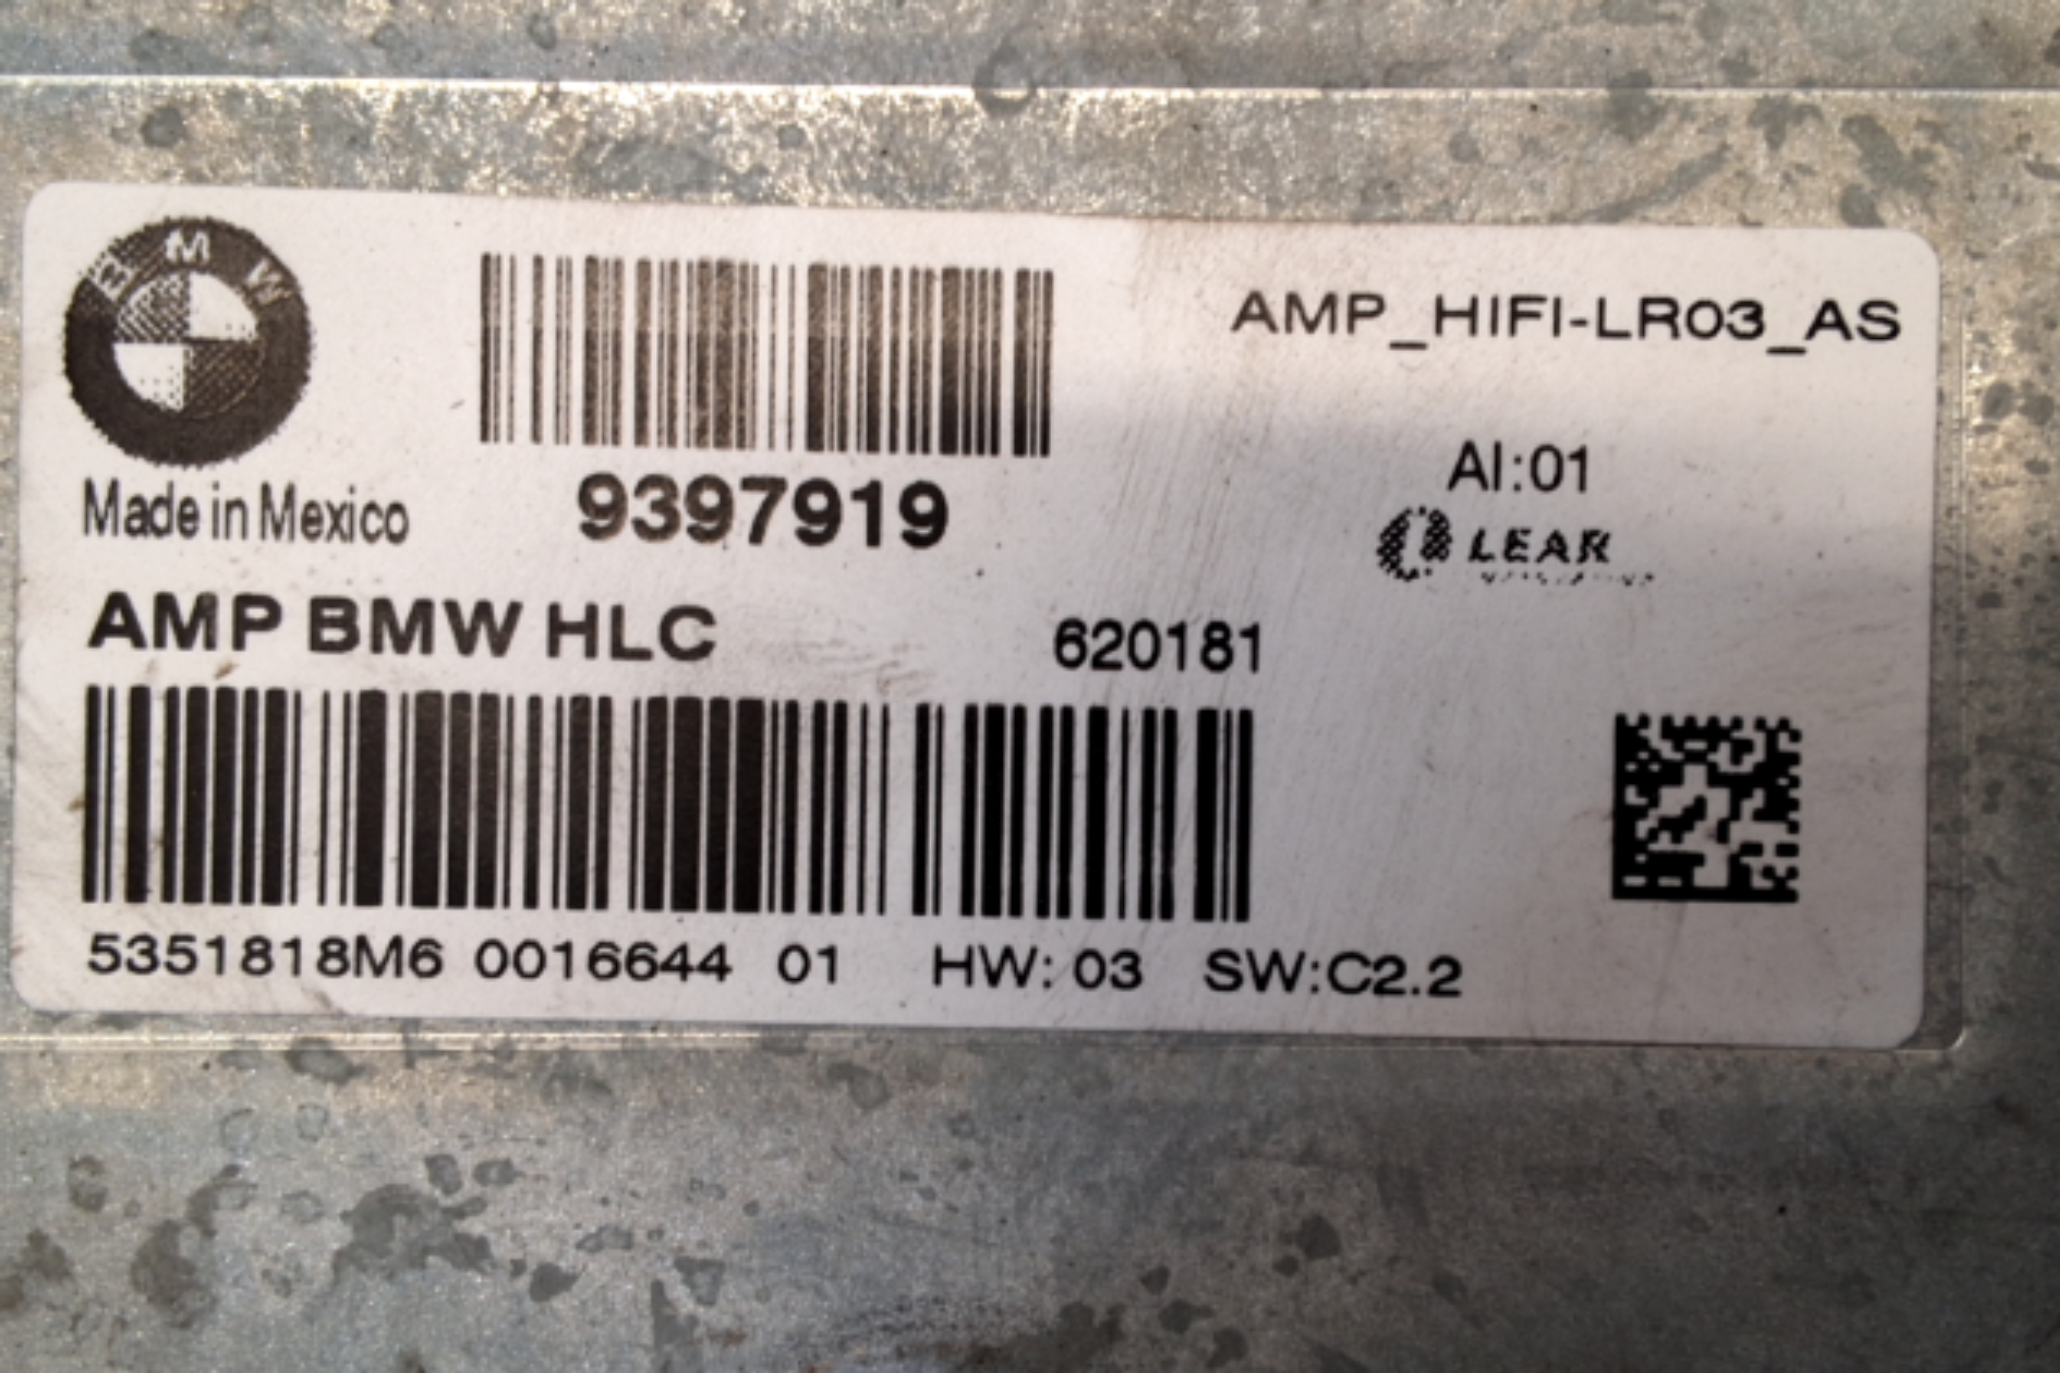 BMW
AMP_HIFI-LR03_AS
Made in Mexico
9397919
AI:01
LEAR
AMP BMW HLC
620181
5351818M6 0016644 01 HW: 03 SW:C2.2